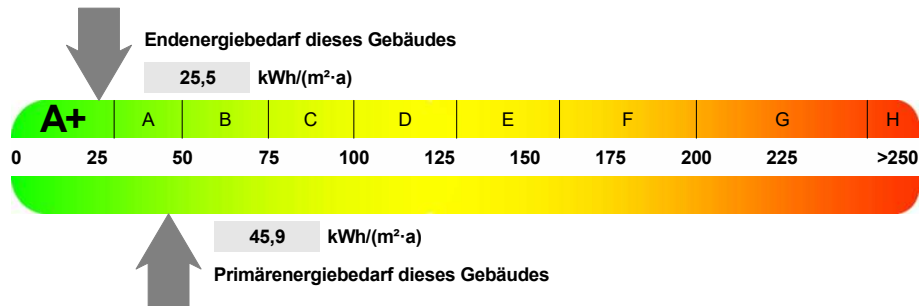 Endenergiebedarf dieses Gebäudes
25,5 kWh/(m²·a)
A+ A B C D E F G H
0 25 50 75 100 125 150 175 200 225 >250
45,9 kWh/(m²·a)
Primärenergiebedarf dieses Gebäudes